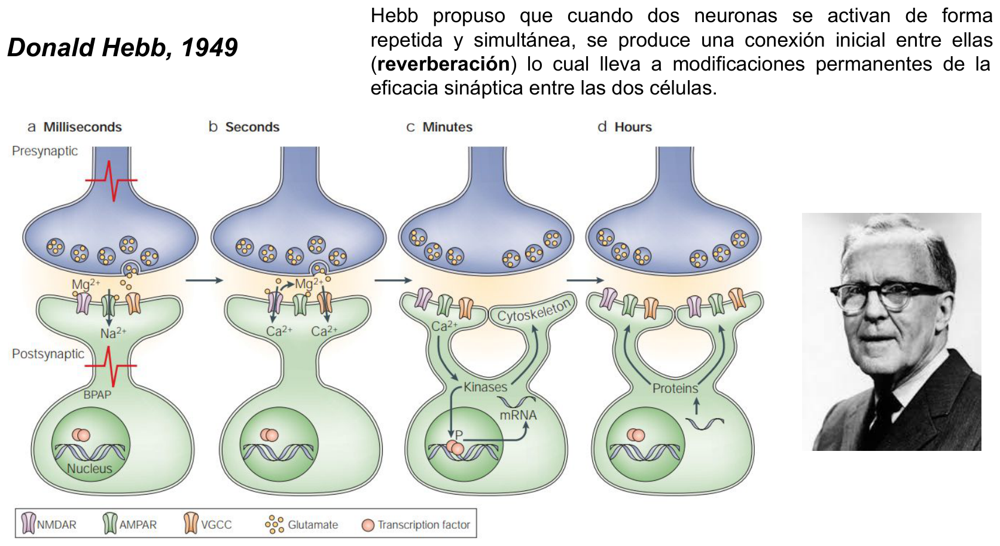 Donald Hebb, 1949
Hebb propuso que cuando dos neuronas se activan de forma
repetida y simultánea, se produce una conexión inicial entre ellas
(reverberación) lo cual lleva a modificaciones permanentes de la
eficacia sináptica entre las dos células.
a Milliseconds
b Seconds
c Minutes
d Hours
Presynaptic
Mg2+
Na2+
Postsynaptic
BPAP
Nucleus
Mg2+
Ca2+
Ca2+
Ca2+
Cytoskeleton
Kinases
mRNA
P
Proteins
NMDAR
AMPAR
VGCC
Glutamate
Transcription factor